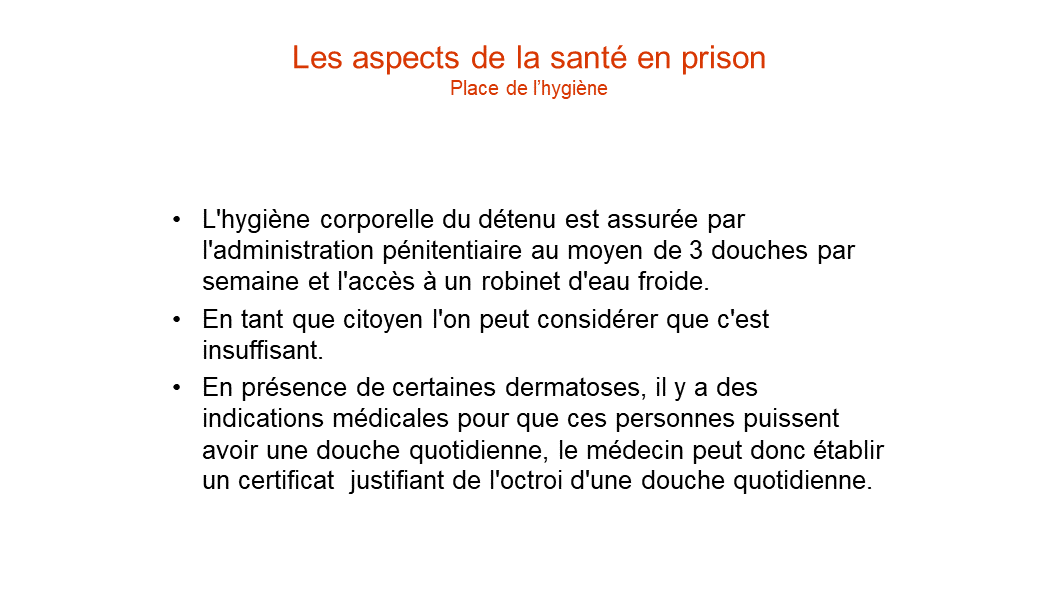 Les aspects de la santé en prison
Place de l’hygiène
• L'hygiène corporelle du détenu est assurée par
l'administration pénitentiaire au moyen de 3 douches par
semaine et l'accès à un robinet d'eau froide.
• En tant que citoyen l'on peut considérer que c'est
insuffisant.
• En présence de certaines dermatoses, il y a des
indications médicales pour que ces personnes puissent
avoir une douche quotidienne, le médecin peut donc établir
un certificat  justifiant de l'octroi d'une douche quotidienne.